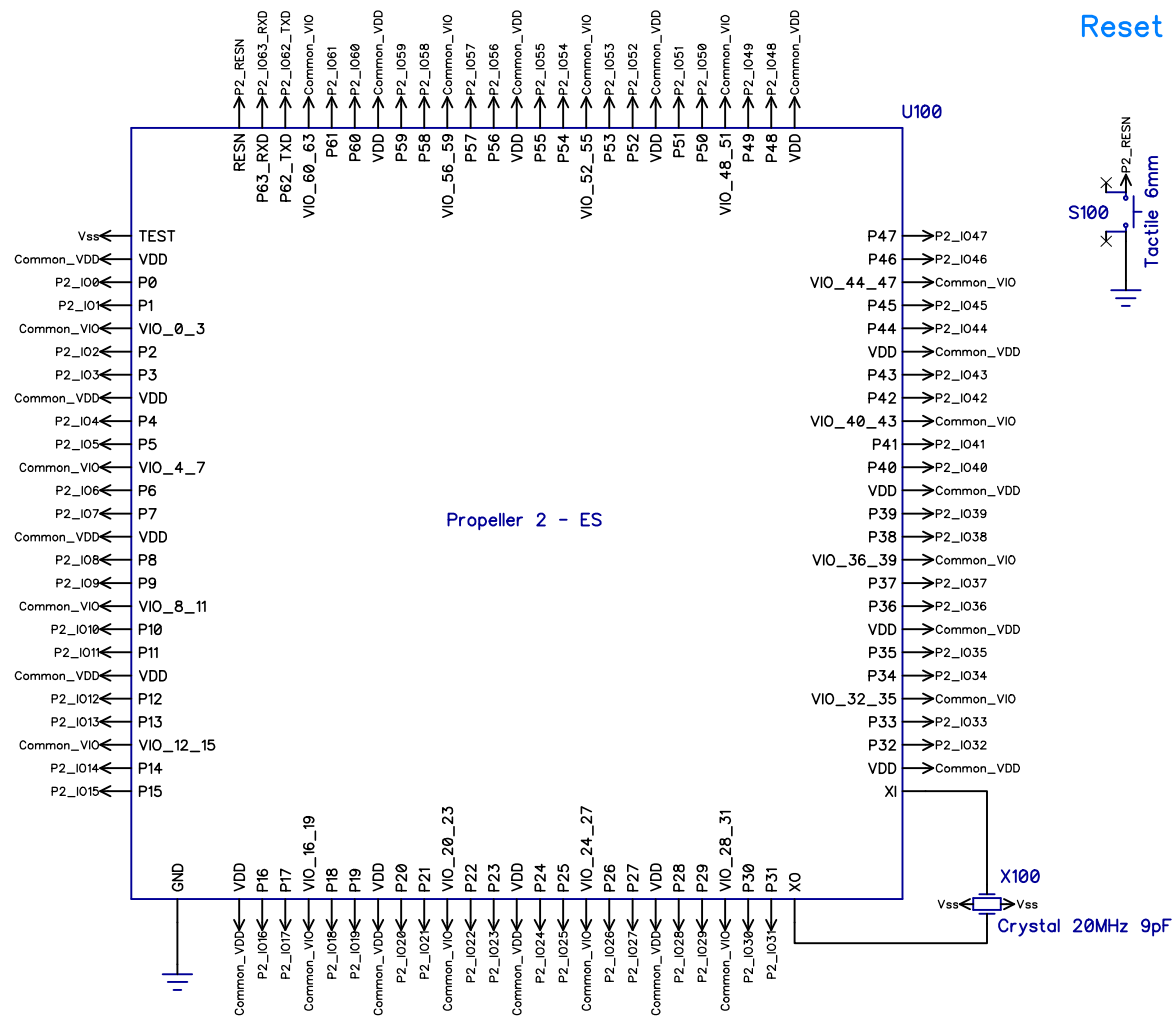 Reset
P2_RESN
P2_IO63_RXD
P2_IO62_TXD
Common_VIO
P2_IO61
P2_IO60
Common_VDD
P2_IO59
P2_IO58
Common_VIO
P2_IO57
P2_IO56
Common_VDD
P2_IO55
P2_IO54
Common_VIO
P2_IO53
P2_IO52
Common_VDD
P2_IO51
P2_IO50
Common_VIO
P2_IO49
P2_IO48
Common_VDD
U100
RESN
P63_RXD
P62_TXD
VIO_60_63
P61
P60
VDD
P59
P58
VIO_56_59
P57
P56
VDD
P55
P54
VIO_52_55
P53
P52
VDD
P51
P50
VIO_48_51
P49
P48
VDD
P2_RESN
S100
Tactile 6mm
Vss TEST P47 P2_IO47
Common_VDD VDD P46 P2_IO46
P2_IO0 P0 VIO_44_47 Common_VIO
P2_IO1 P1 P45 P2_IO45
Common_VIO VIO_0_3 P44 P2_IO44
P2_IO2 P2 VDD Common_VDD
P2_IO3 P3 P43 P2_IO43
Common_VDD VDD P42 P2_IO42
P2_IO4 P4 VIO_40_43 Common_VIO
P2_IO5 P5 P41 P2_IO41
Common_VIO VIO_4_7 P40 P2_IO40
P2_IO6 P6 VDD Common_VDD
P2_IO7 P7 P39 P2_IO39
Propeller 2 - ES
Common_VDD VDD P38 P2_IO38
P2_IO8 P8 VIO_36_39 Common_VIO
P2_IO9 P9 P37 P2_IO37
Common_VIO VIO_8_11 P36 P2_IO36
P2_IO10 P10 VDD Common_VDD
P2_IO11 P11 P35 P2_IO35
Common_VDD VDD P34 P2_IO34
P2_IO12 P12 VIO_32_35 Common_VIO
P2_IO13 P13 P33 P2_IO33
Common_VIO VIO_12_15 P32 P2_IO32
P2_IO14 P14 VDD Common_VDD
P2_IO15 P15 XI
GND
VDD
P16
P17
VIO_16_19
P18
P19
VDD
P20
P21
VIO_20_23
P22
P23
VDD
P24
P25
VIO_24_27
P26
P27
VDD
P28
P29
VIO_28_31
P30
P31
XO
X100
Vss Vss
Crystal 20MHz 9pF
Common_VDD
P2_IO16
P2_IO17
Common_VIO
P2_IO18
P2_IO19
Common_VDD
P2_IO20
P2_IO21
Common_VIO
P2_IO22
P2_IO23
Common_VDD
P2_IO24
P2_IO25
Common_VIO
P2_IO26
P2_IO27
Common_VDD
P2_IO28
P2_IO29
Common_VIO
P2_IO30
P2_IO31